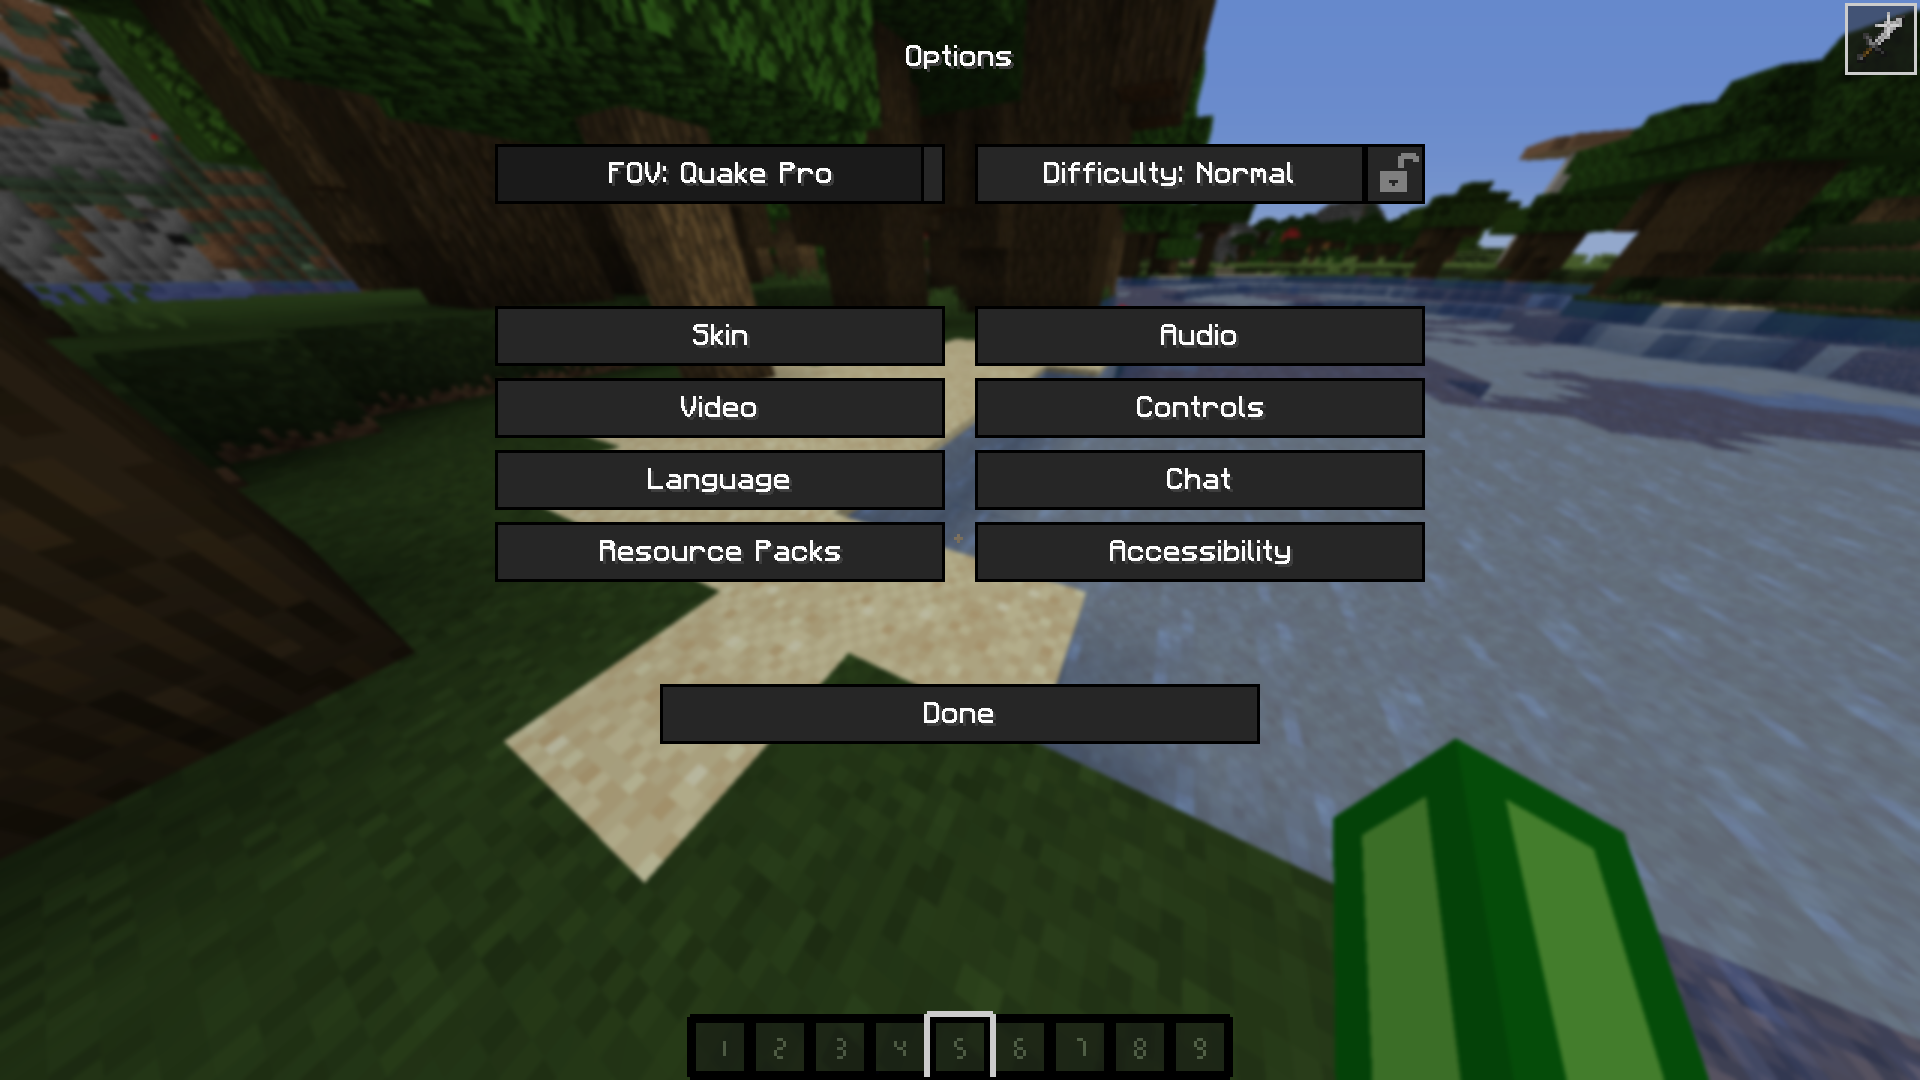 Options
FOV: Quake Pro
Difficulty: Normal
Skin
Audio
Video
Controls
Language
Chat
Resource Packs
Accessibility
Done
1 2 3 4 5 6 7 8 9